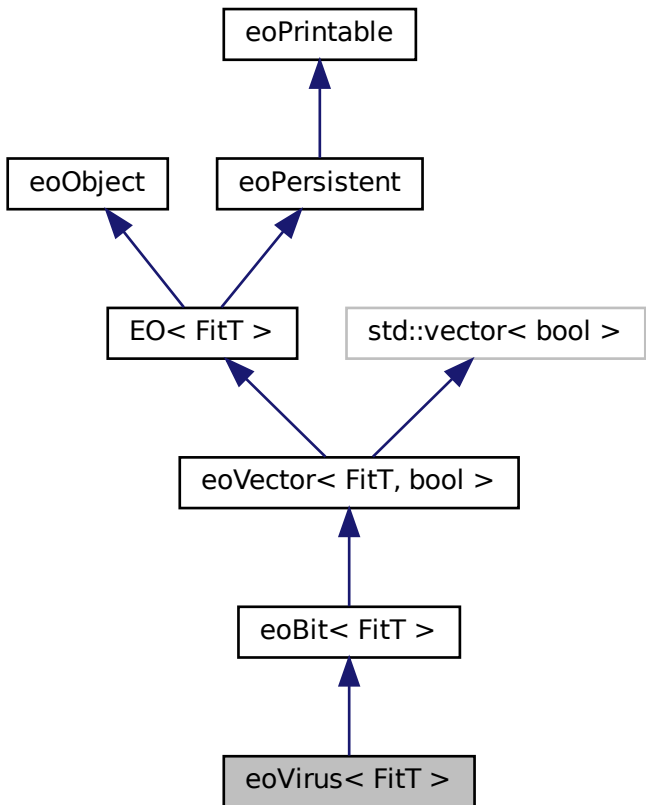 eoPrintable
eoObject
eoPersistent
EO< FitT >
std::vector< bool >
eoVector< FitT, bool >
eoBit< FitT >
eoVirus< FitT >